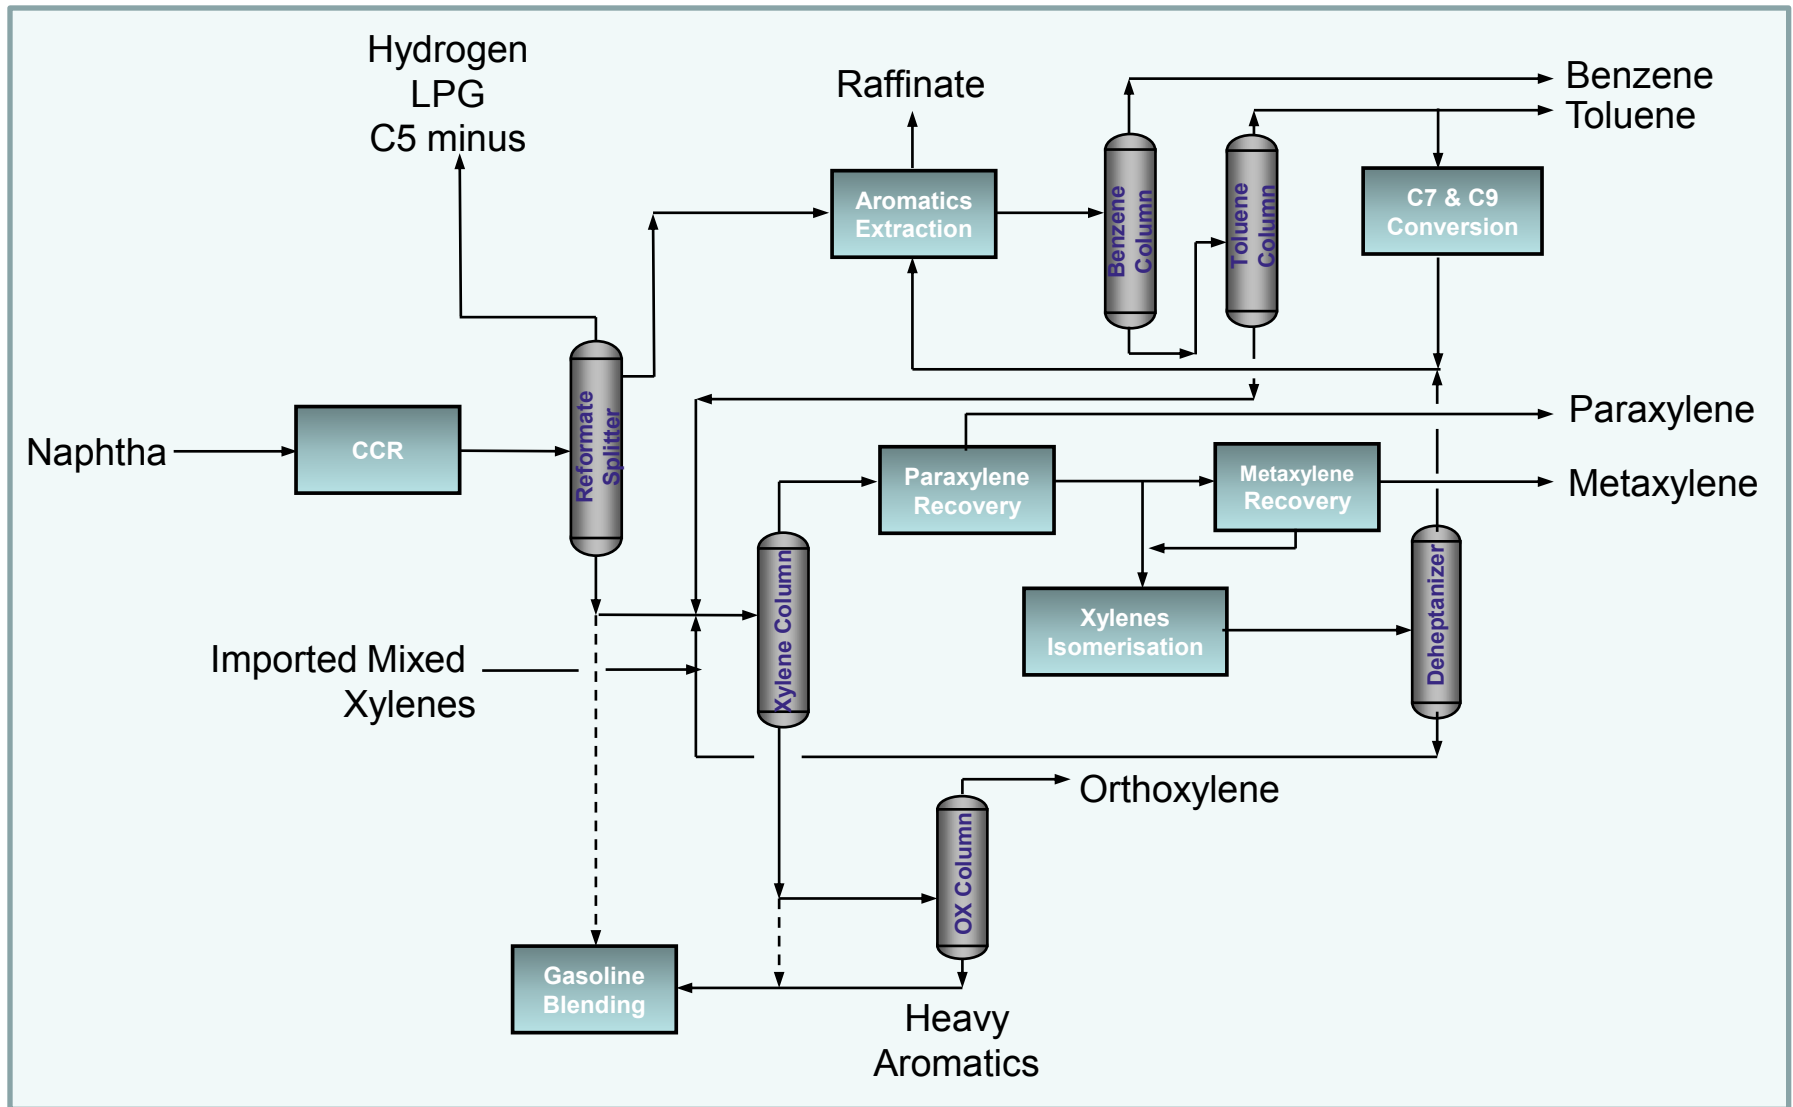 Hydrogen
LPG
C5 minus
Raffinate
Benzene
Toluene
Aromatics
Extraction
Benzene
Column
Toluene
Column
C7 & C9
Conversion
Naphtha
CCR
Reformate
Splitter
Paraxylene
Metaxylene
Paraxylene
Recovery
Metaxylene
Recovery
Xylene Column
Xylenes
Isomerisation
Deheptanizer
Imported Mixed
Xylenes
Orthoxylene
OX Column
Gasoline
Blending
Heavy
Aromatics